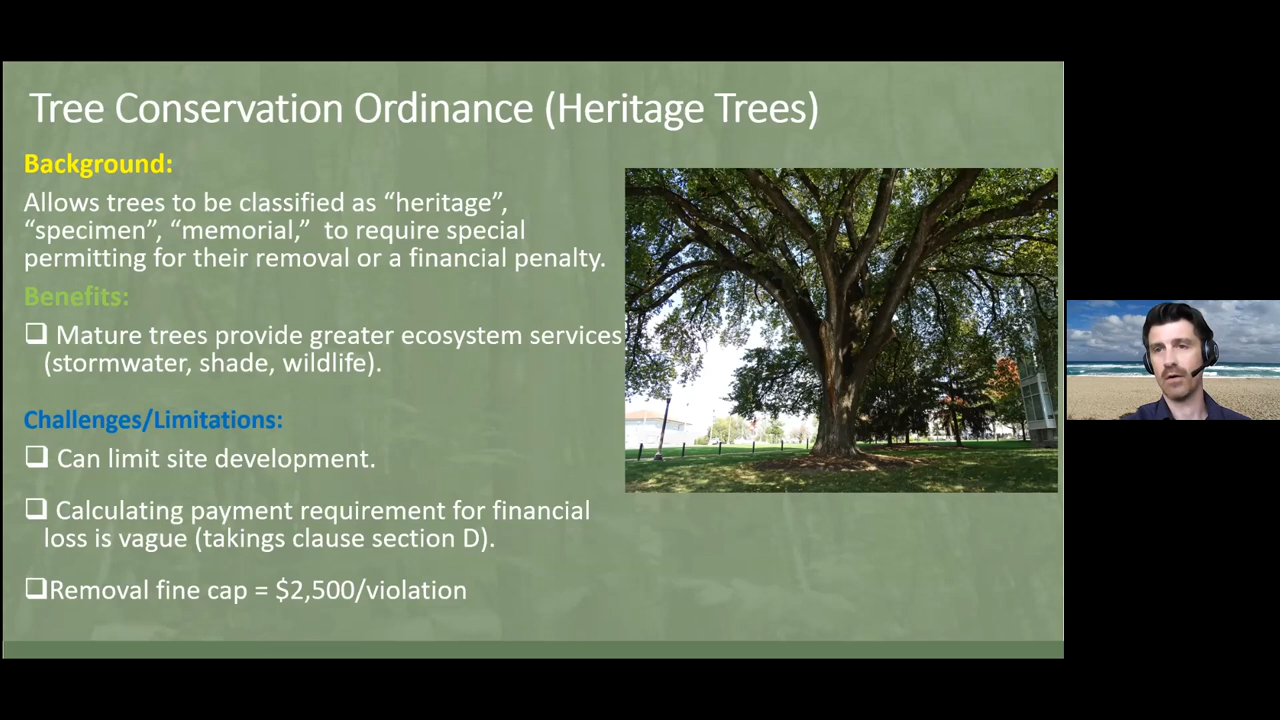 Tree Conservation Ordinance (Heritage Trees)
Background:
Allows trees to be classified as “heritage”,
“specimen”, “memorial,”  to require special
permitting for their removal or a financial penalty.
Benefits:
❑ Mature trees provide greater ecosystem services
(stormwater, shade, wildlife).
Challenges/Limitations:
❑ Can limit site development.
❑ Calculating payment requirement for financial
loss is vague (takings clause section D).
❑Removal fine cap = $2,500/violation